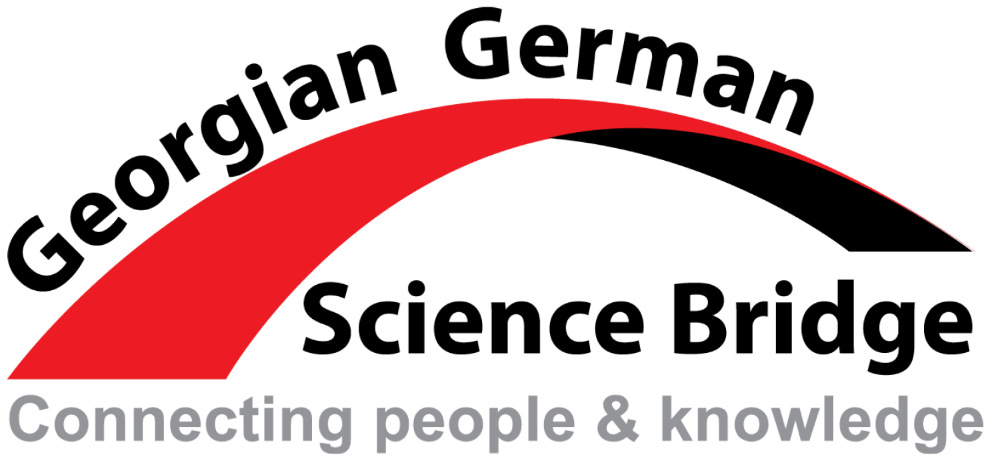 Georgian German
Science Bridge
Connecting people & knowledge